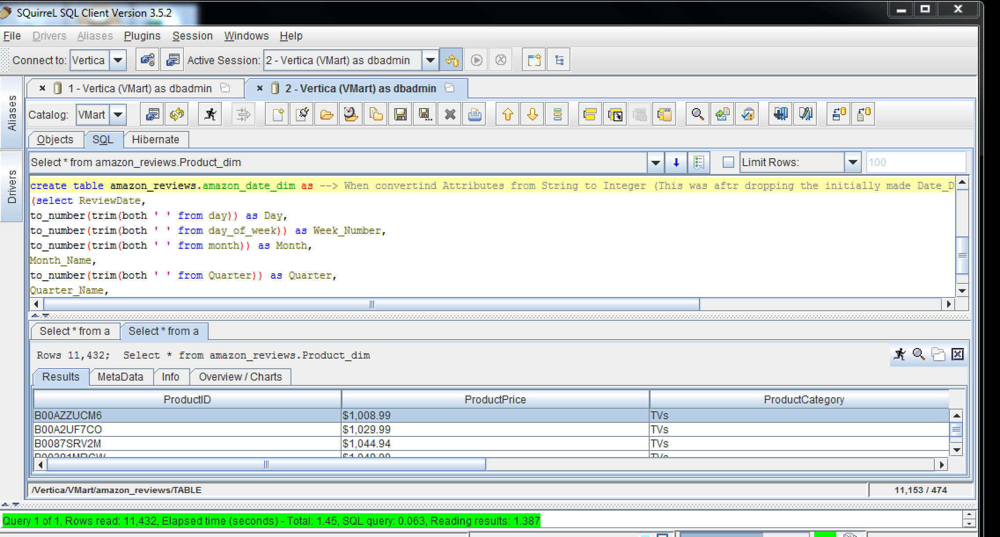 SQuirreL SQL Client Version 3.5.2
File Drivers Aliases Plugins Session Windows Help
Connect to: Vertica Active Session: 2 - Vertica (VMart) as dbadmin
1 - Vertica (VMart) as dbadmin 2 - Vertica (VMart) as dbadmin
Aliases
Drivers
Catalog: VMart
Objects SQL Hibernate
Select * from amazon_reviews.Product_dim Limit Rows: 100
create table amazon_reviews.amazon_date_dim as --> When convertind Attributes from String to Integer (This was aftr dropping the initially made Date_D
(select ReviewDate,
to_number(trim(both ' ' from day)) as Day,
to_number(trim(both ' ' from day_of_week)) as Week_Number,
to_number(trim(both ' ' from month)) as Month,
Month_Name,
to_number(trim(both ' ' from Quarter)) as Quarter,
Quarter_Name,
Select * from a Select * from a
Rows 11,432; Select * from amazon_reviews.Product_dim
Results MetaData Info Overview / Charts
ProductID ProductPrice ProductCategory
B00AZZUCM6 $1,008.99 TVs
B00A2UF7CO $1,029.99 TVs
B0087SRV2M $1,044.94 TVs
TVs
/Vertica/VMart/amazon_reviews/TABLE 11,153 / 474
Query 1 of 1, Rows read: 11,432, Elapsed time (seconds) - Total: 1.45, SQL query: 0.063, Reading results: 1.387